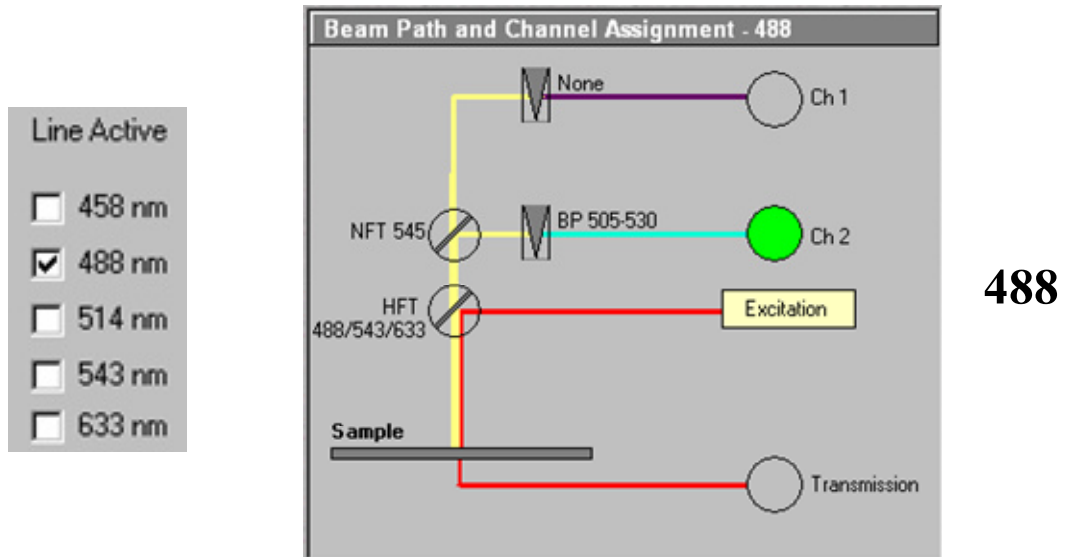 Line Active
458 nm
488 nm
514 nm
543 nm
633 nm
Beam Path and Channel Assignment - 488
None
Ch 1
NFT 545
BP 505-530
Ch 2
HFT
488/543/633
Excitation
Sample
Transmission
488